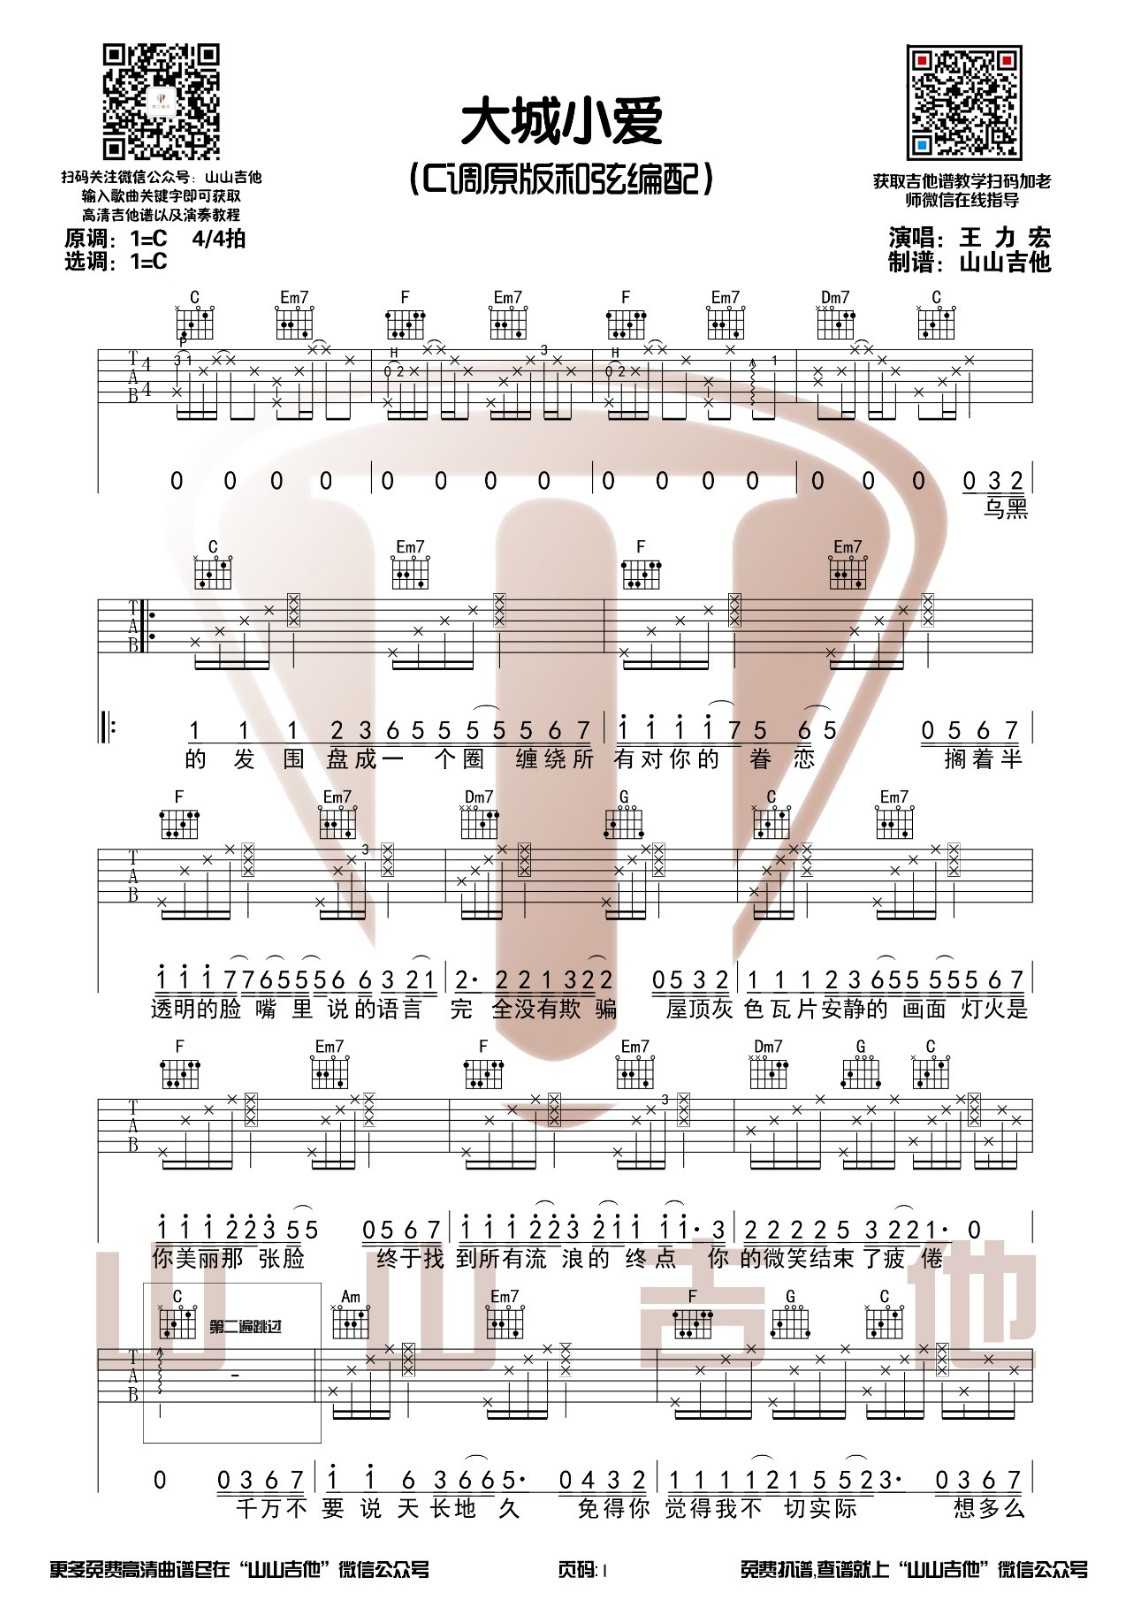 大城小爱
(C调原版和弦编配)
扫码关注微信公众号：山山吉他
输入歌曲关键字即可获取
高清吉他谱以及演奏教程
获取吉他谱教学扫码加老
师微信在线指导
原调：1=C 4/4拍
选调：1=C
演唱：王 力 宏
制谱：山山吉他
C Em7 F Em7 F Em7 Dm7 C
0 0 0 0 0 0 0 0 0 0 0 0 0 0 0 0 3 2
乌黑
C Em7 F Em7
1 1 1 2 3 6 5 5 5 5 5 6 7 1 1 1 1 7 5 6 5 0 5 6 7
的 发 围 盘成一 个圈 缠绕所 有对你的 眷 恋 搁着半
F Em7 Dm7 G C Em7
1 1 1 7 7 6 5 5 5 6 6 3 2 1 2· 2 2 1 3 2 2 0 5 3 2 1 1 1 2 3 6 5 5 5 5 5 6 7
透明的脸 嘴 里 说的语言 完 全没有欺 骗 屋顶灰 色瓦片安静的 画面 灯火是
F Em7 F Em7 Dm7 G C
1 1 1 2 2 3 5 5 0 5 6 7 1 1 1 2 2 3 2 1 1 1 1· 3 2 2 2 2 5 3 2 2 1· 0
你美丽那 张脸 终于找 到所有流 浪的 终点 你 的微笑结束 了疲 倦
C 第二遍跳过 Am Em7 F G C
0 0 3 6 7 1 1 6 3 6 6 5· 0 4 3 2 1 1 1 1 2 1 5 5 2 3· 0 3 6 7
千万不 要 说 天 长地 久 免得你 觉得我不 切实际 想多么
更多免费高清曲谱尽在“山山吉他”微信公众号
页码:1
免费扒谱,查谱就上“山山吉他”微信公众号
山山吉他